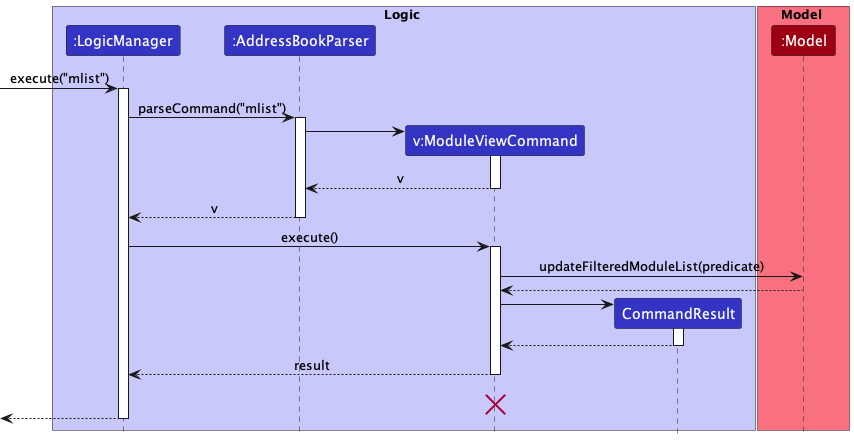 Logic
Model
:LogicManager
:AddressBookParser
:Model
execute("mlist")
parseCommand("mlist")
v:ModuleViewCommand
v
v
execute()
updateFilteredModuleList(predicate)
CommandResult
result